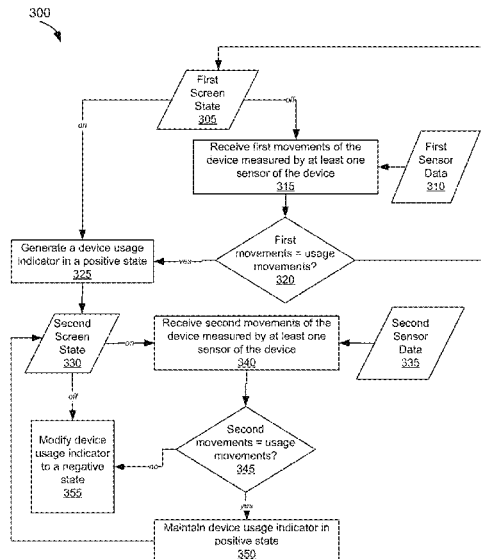 300
First
Screen
State
305
on
off
Receive first movements of the
device measured by at least one
sensor of the device
315
First
Sensor
Data
310
First
movements = usage
movements?
320
yes
Generate a device usage
indicator in a positive state
325
Second
Screen
State
330
on
off
Receive second movements of the
device measured by at least one
sensor of the device
340
Second
Sensor
Data
335
Second
movements = usage
movements?
345
no
yes
Modify device
usage indicator
to a negative
state
355
Maintain device usage indicator in
positive state
350